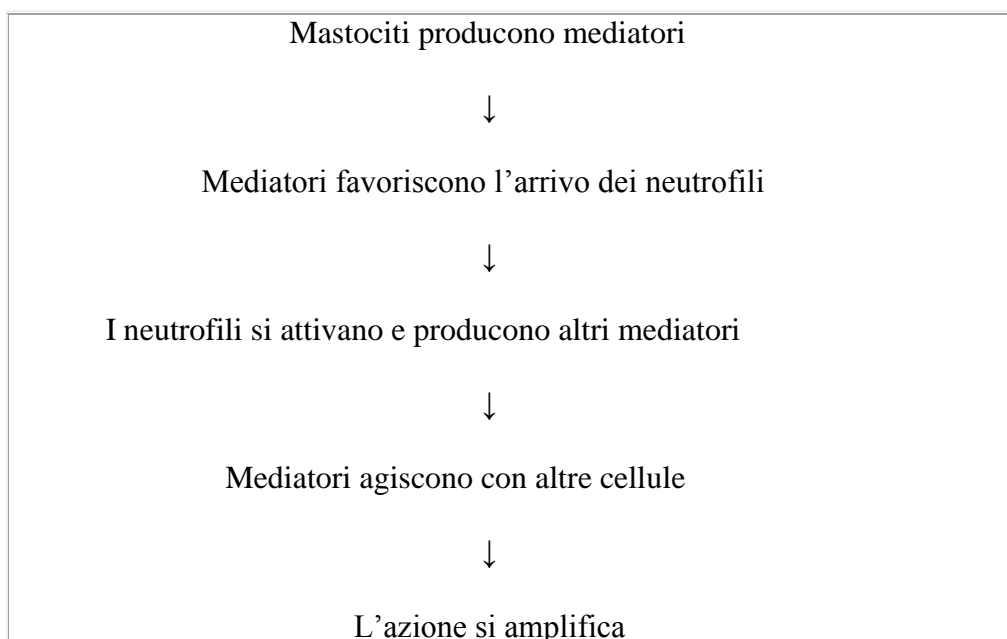 Mastociti producono mediatori
↓
Mediatori favoriscono l’arrivo dei neutrofili
↓
I neutrofili si attivano e producono altri mediatori
↓
Mediatori agiscono con altre cellule
↓
L’azione si amplifica